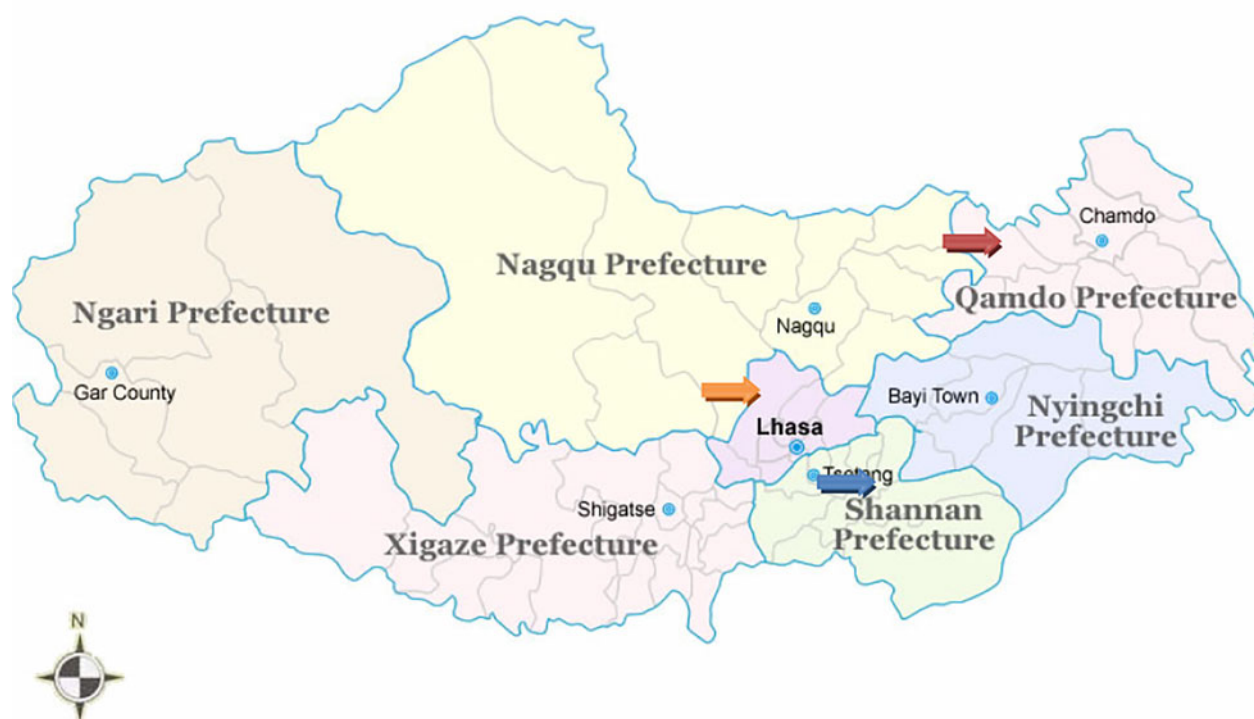 Chamdo
Nagqu Prefecture
Qamdo Prefecture
Ngari Prefecture
Nagqu
Gar County
Bayi Town
Nyingchi
Prefecture
Lhasa
Tsetang
Shigatse
Shannan
Prefecture
Xigaze Prefecture
N